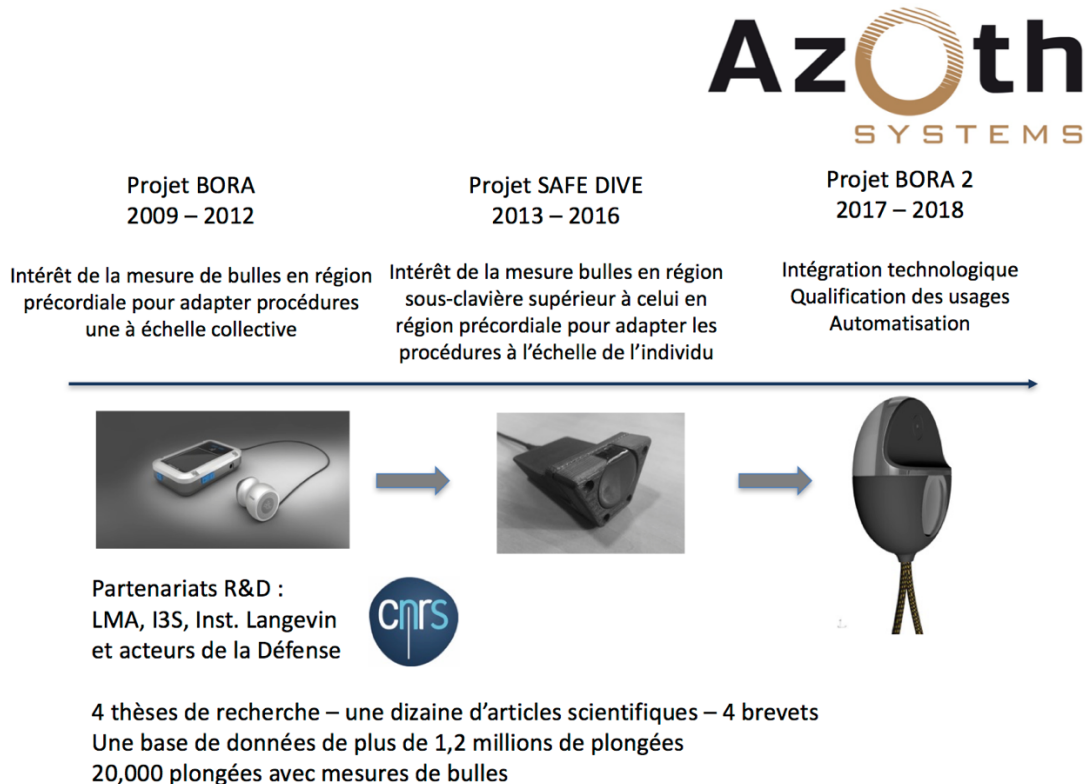 AzOth
SYSTEMS
Projet BORA
2009 – 2012
Intérêt de la mesure de bulles en région
précordiale pour adapter procédures
une à échelle collective
Projet SAFE DIVE
2013 – 2016
Intérêt de la mesure bulles en région
sous-clavière supérieur à celui en
région précordiale pour adapter les
procédures à l'échelle de l'individu
Projet BORA 2
2017 – 2018
Intégration technologique
Qualification des usages
Automatisation
Partenariats R&D :
LMA, I3S, Inst. Langevin
et acteurs de la Défense
cnrs
4 thèses de recherche – une dizaine d'articles scientifiques – 4 brevets
Une base de données de plus de 1,2 millions de plongées
20,000 plongées avec mesures de bulles